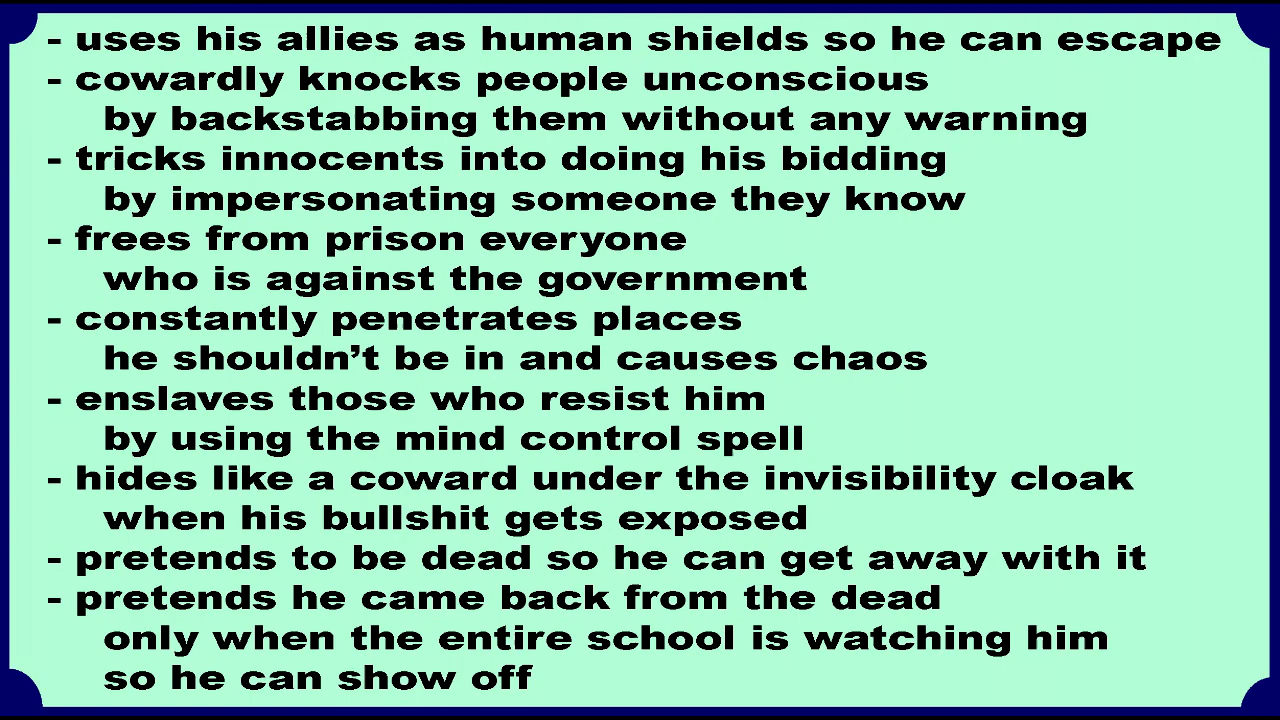 - uses his allies as human shields so he can escape
- cowardly knocks people unconscious
by backstabbing them without any warning
- tricks innocents into doing his bidding
by impersonating someone they know
- frees from prison everyone
who is against the government
- constantly penetrates places
he shouldn’t be in and causes chaos
- enslaves those who resist him
by using the mind control spell
- hides like a coward under the invisibility cloak
when his bullshit gets exposed
- pretends to be dead so he can get away with it
- pretends he came back from the dead
only when the entire school is watching him
so he can show off